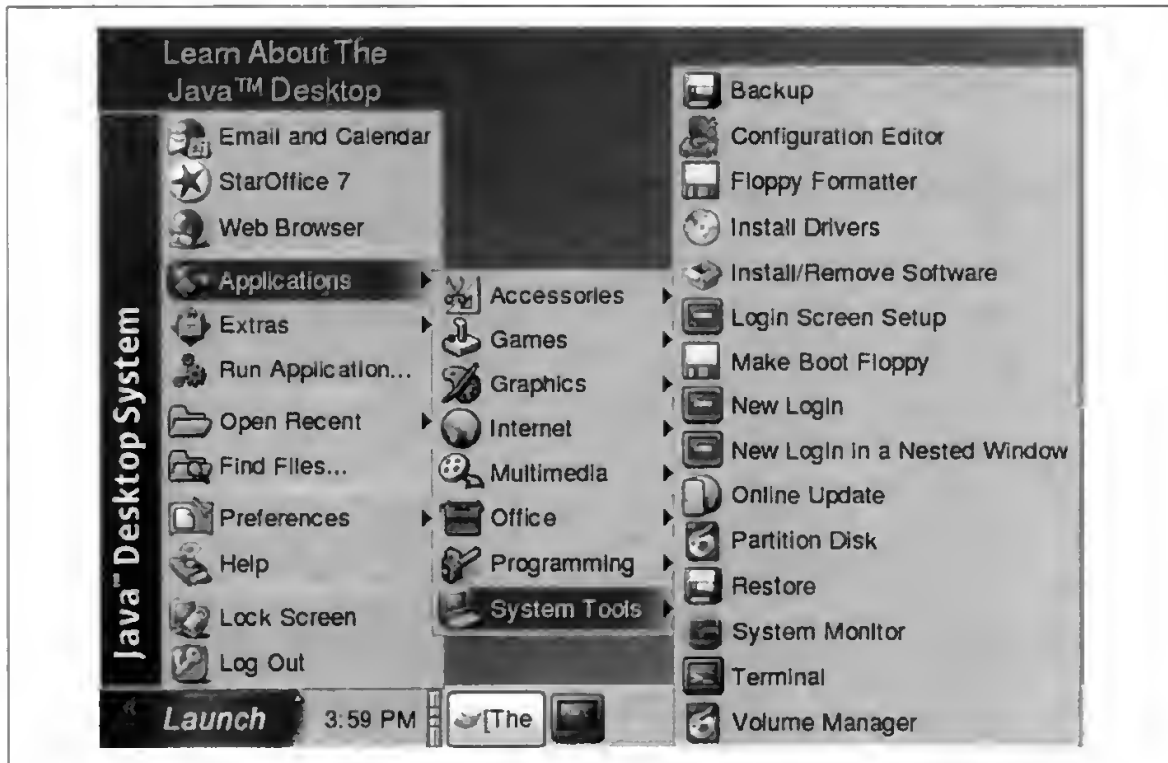 Learn About The
Java™ Desktop
Java™ Desktop System
Email and Calendar
StarOffice 7
Web Browser
Applications
Extras
Run Application...
Open Recent
Find Files...
Preferences
Help
Lock Screen
Log Out
Accessories
Games
Graphics
Internet
Multimedia
Office
Programming
System Tools
Backup
Configuration Editor
Floppy Formatter
Install Drivers
Install/Remove Software
Login Screen Setup
Make Boot Floppy
New Login
New Login in a Nested Window
Online Update
Partition Disk
Restore
System Monitor
Terminal
Volume Manager
Launch
3:59 PM
[The